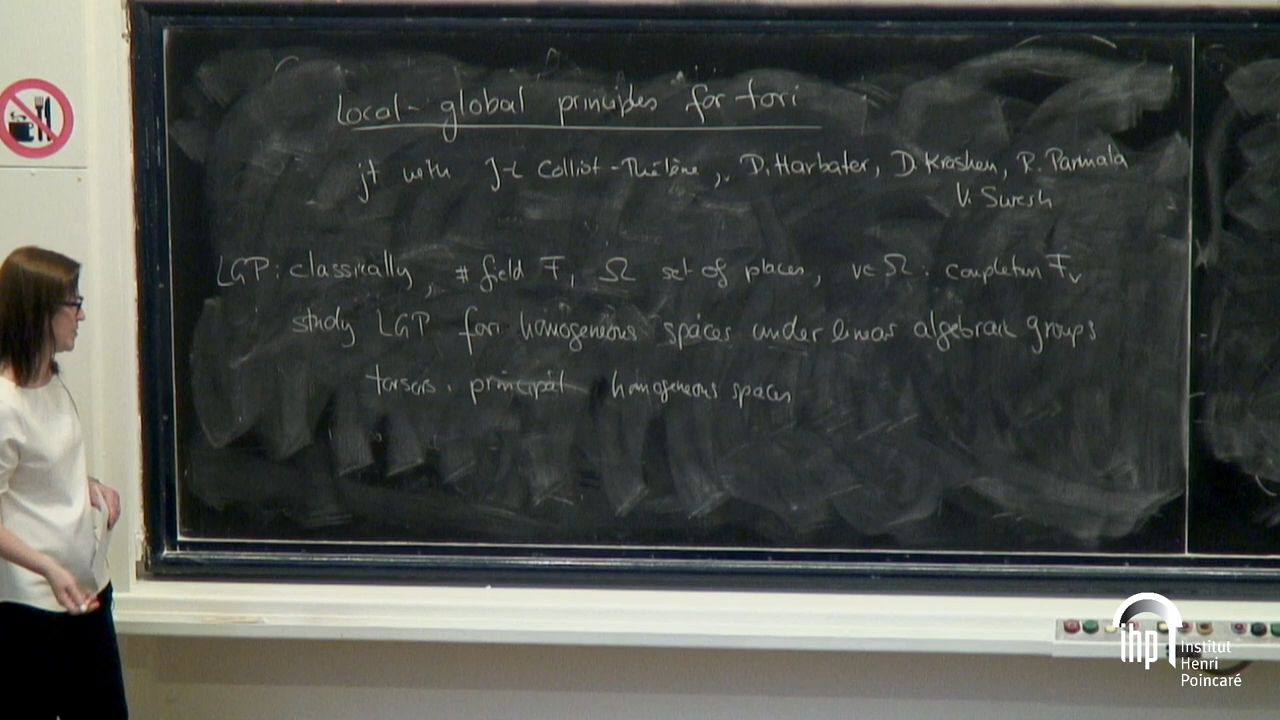 Local-global principles for tori
jt with J-L Colliot-Thélène, D. Harbater, D. Krashen, R. Parimala
V. Suresh
LGP: classically, # field F, Ω set of places, v∈Ω: completion F_v
study LGP for homogeneous spaces under linear algebraic groups
torsors: principal homogeneous spaces
ihp Institut
Henri
Poincaré